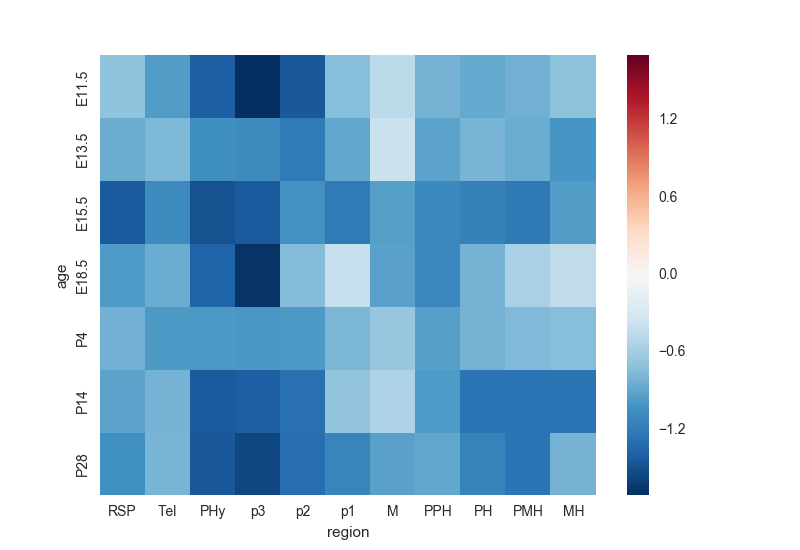 age
E11.5
E13.5
E15.5
E18.5
P4
P14
P28
RSP Tel PHy p3 p2 p1 M PPH PH PMH MH
region
1.2
0.6
0.0
−0.6
−1.2